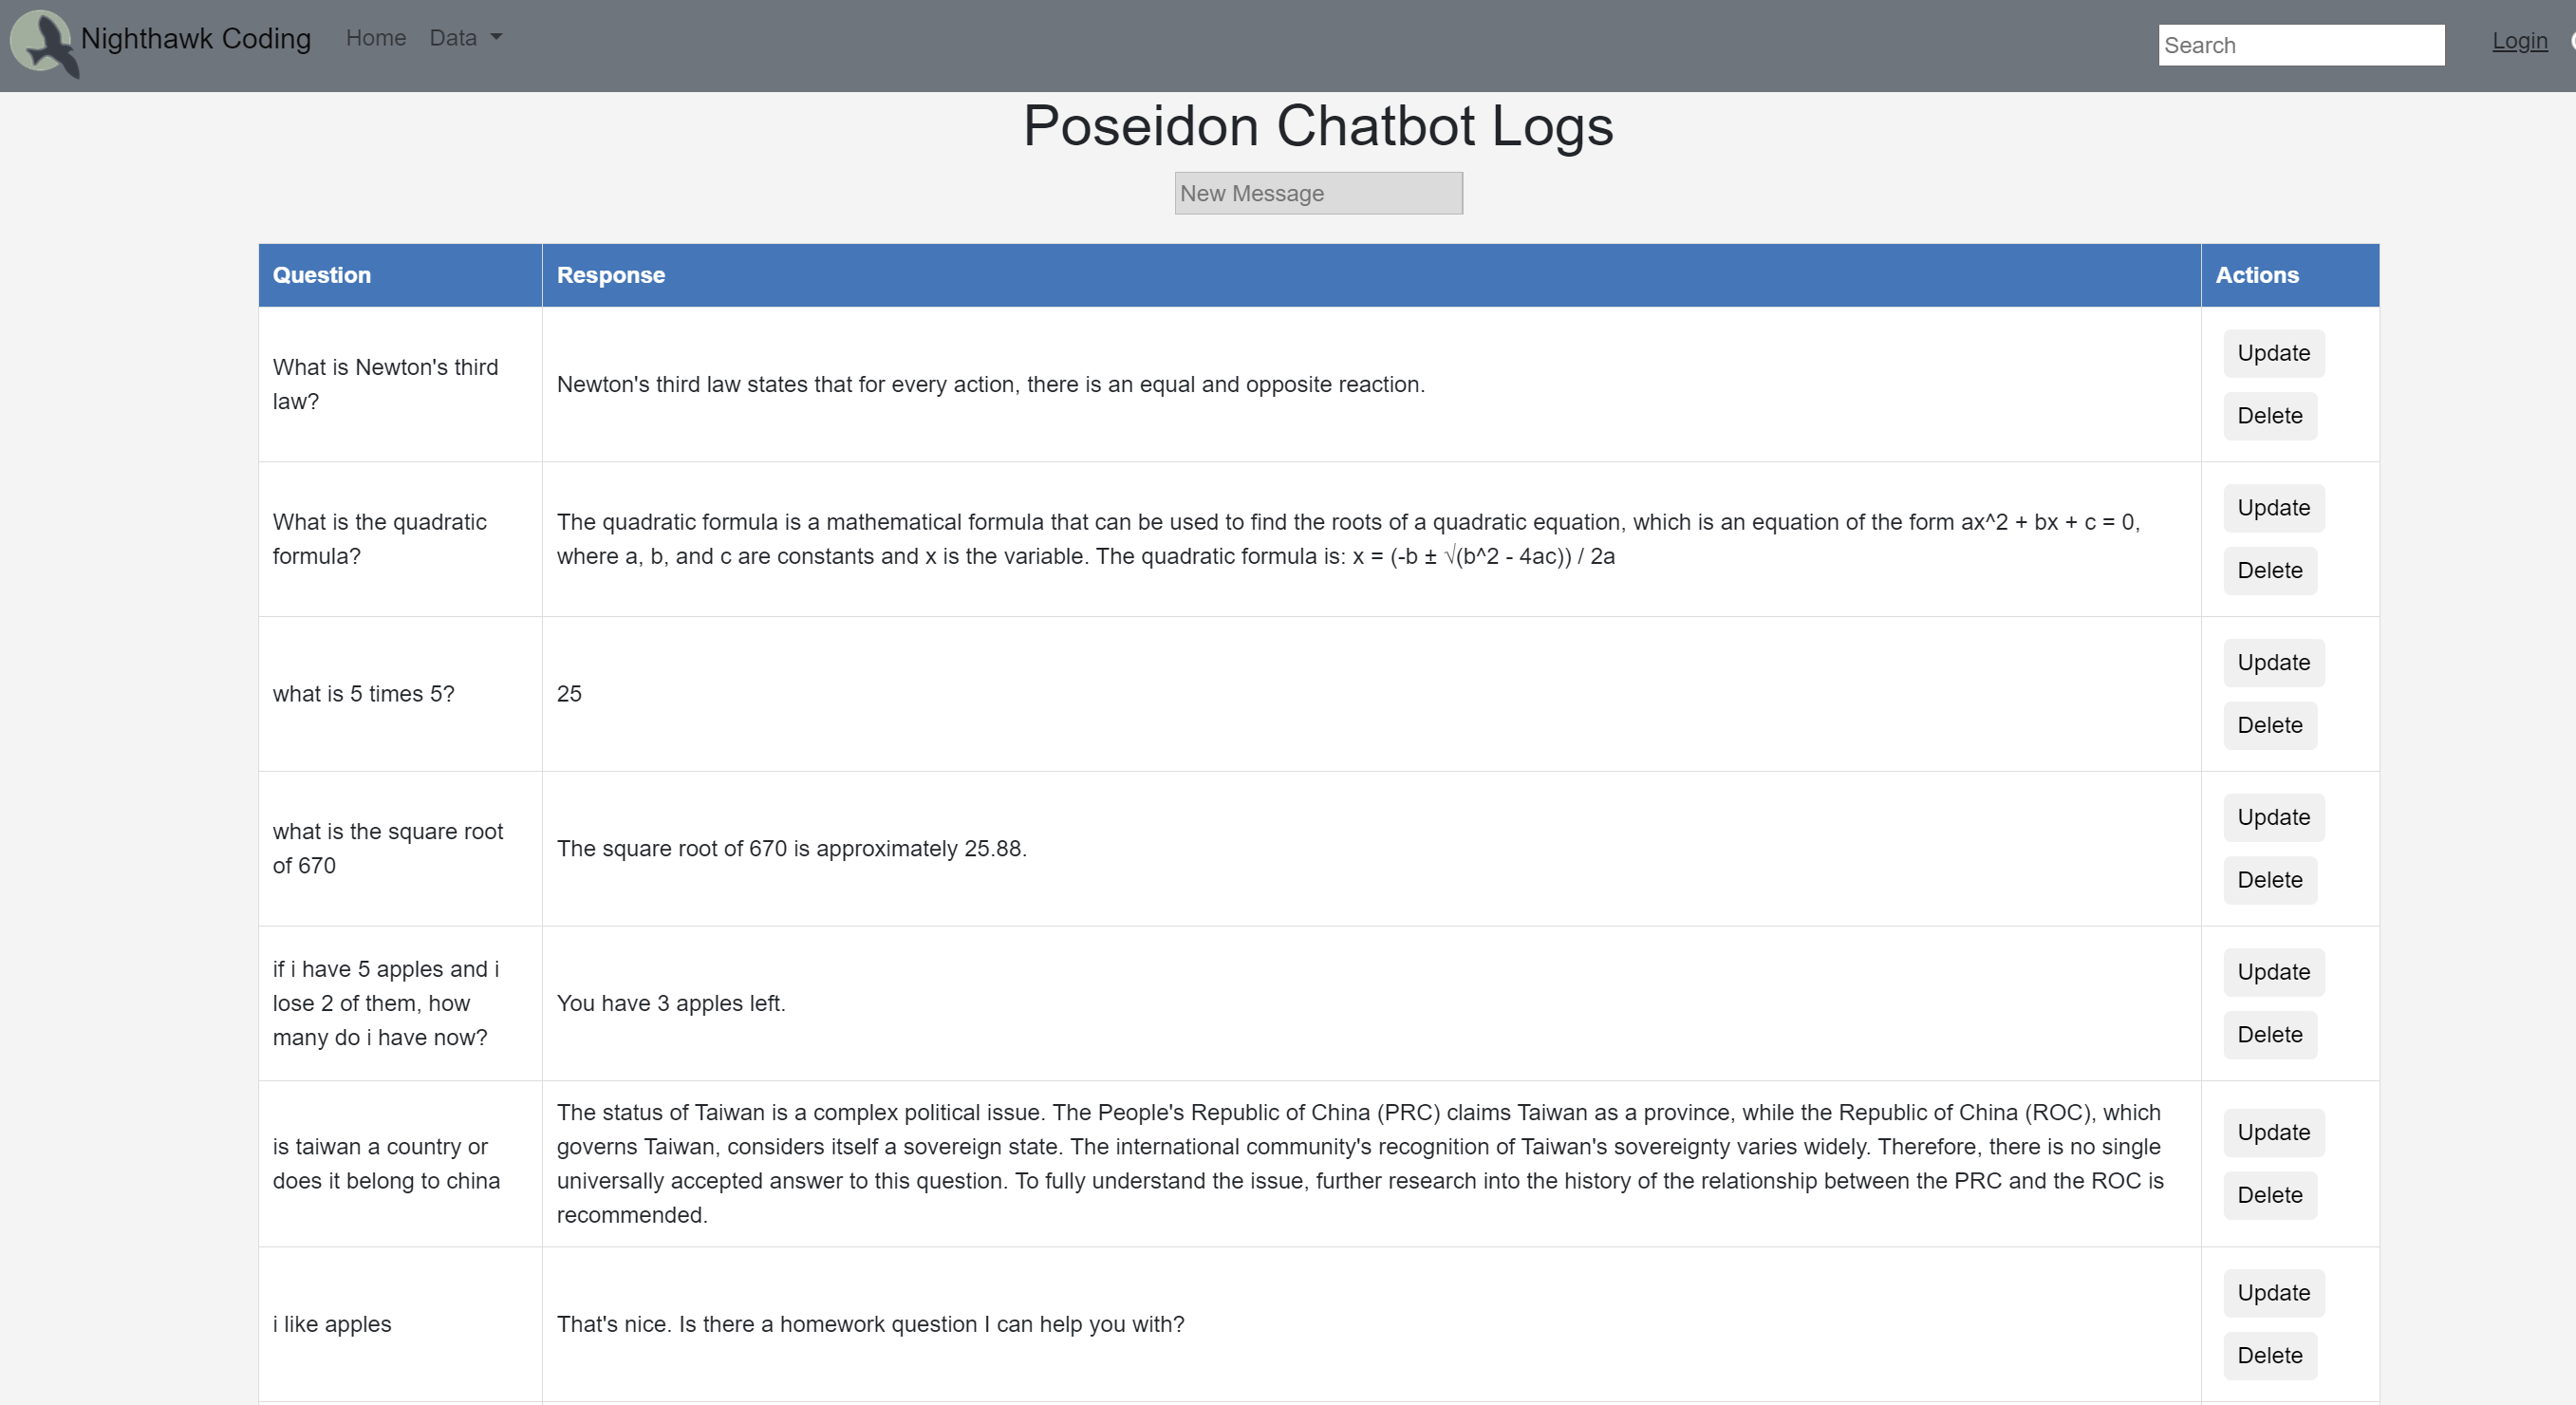 Nighthawk Coding Home Data Search Login
Poseidon Chatbot Logs
New Message
Question Response Actions
What is Newton's third
law?
Newton's third law states that for every action, there is an equal and opposite reaction.
Update
Delete
What is the quadratic
formula?
The quadratic formula is a mathematical formula that can be used to find the roots of a quadratic equation, which is an equation of the form ax^2 + bx + c = 0,
where a, b, and c are constants and x is the variable. The quadratic formula is: x = (-b ± √(b^2 - 4ac)) / 2a
Update
Delete
what is 5 times 5?
25
Update
Delete
what is the square root
of 670
The square root of 670 is approximately 25.88.
Update
Delete
if i have 5 apples and i
lose 2 of them, how
many do i have now?
You have 3 apples left.
Update
Delete
is taiwan a country or
does it belong to china
The status of Taiwan is a complex political issue. The People's Republic of China (PRC) claims Taiwan as a province, while the Republic of China (ROC), which
governs Taiwan, considers itself a sovereign state. The international community's recognition of Taiwan's sovereignty varies widely. Therefore, there is no single
universally accepted answer to this question. To fully understand the issue, further research into the history of the relationship between the PRC and the ROC is
recommended.
Update
Delete
i like apples
That's nice. Is there a homework question I can help you with?
Update
Delete